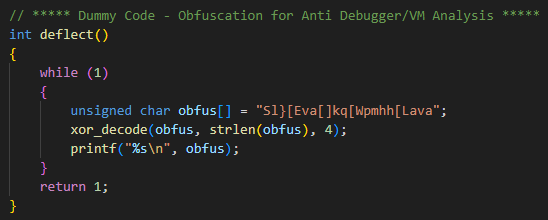 // ***** Dummy Code - Obfuscation for Anti Debugger/VM Analysis *****
int deflect()
{
    while (1)
    {
        unsigned char obfus[] = "Sl}[Eva[]kq[Wpmhh[Lava";
        xor_decode(obfus, strlen(obfus), 4);
        printf("%s\n", obfus);
    }
    return 1;
}